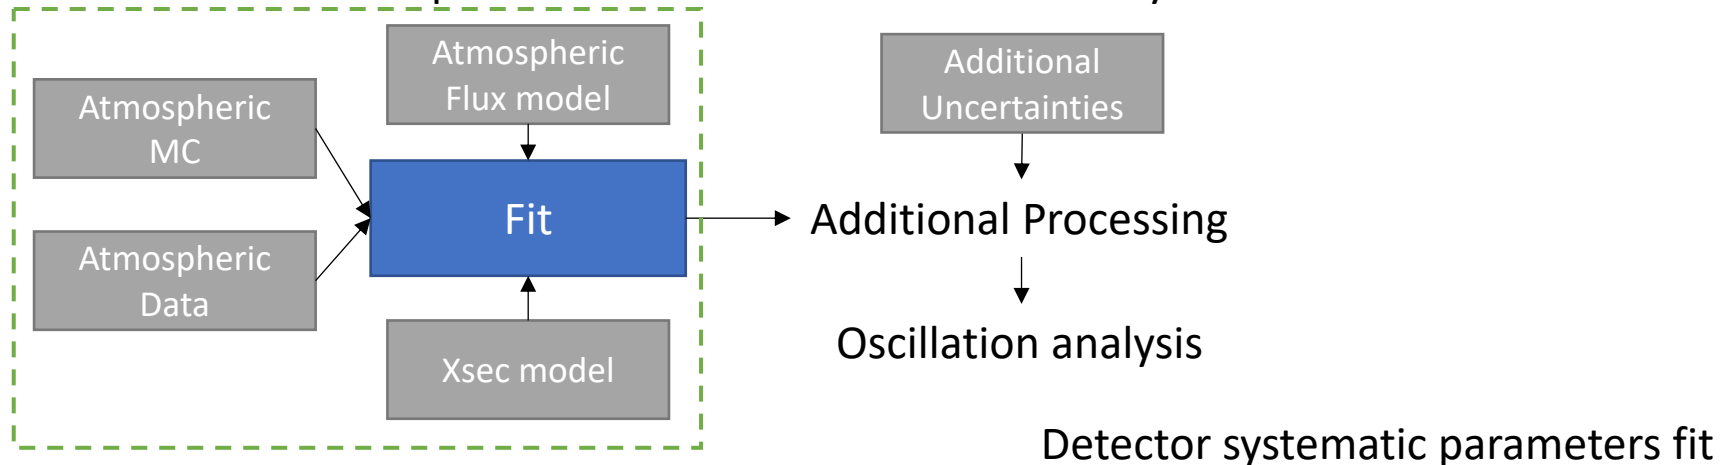 Atmospheric
Flux model
Additional
Uncertainties
Atmospheric
MC
Fit
Additional Processing
Atmospheric
Data
Oscillation analysis
Xsec model
Detector systematic parameters fit